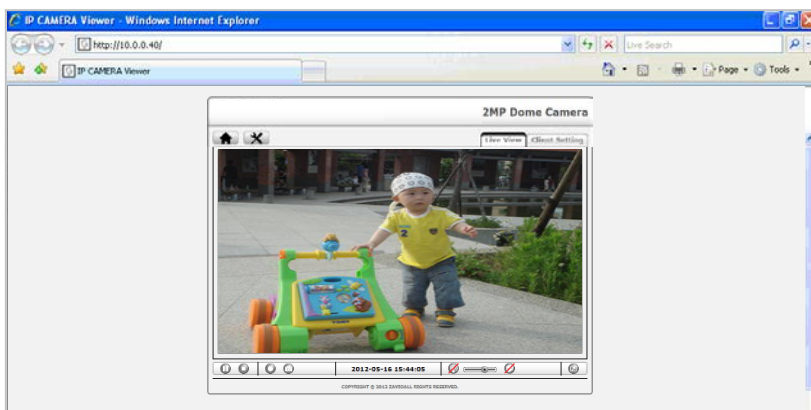 IP CAMERA Viewer - Windows Internet Explorer
http://10.0.0.40/
Live Search
IP CAMERA Viewer
Page
Tools
2MP Dome Camera
Live View
Client Setting
2
2012-05-16 15:44:05